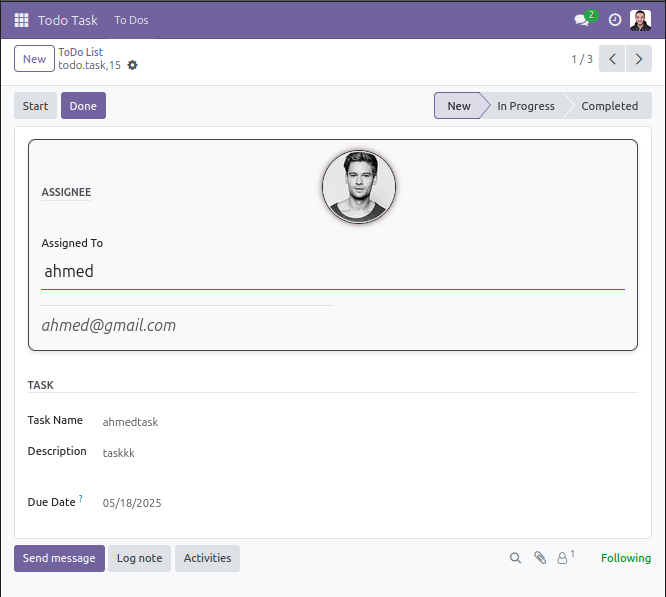 Todo Task To Dos 2
New ToDo List
todo.task,15 1 / 3
Start Done New In Progress Completed
ASSIGNEE
Assigned To
ahmed
ahmed@gmail.com
TASK
Task Name ahmedtask
Description taskkk
Due Date ? 05/18/2025
Send message Log note Activities 1 Following